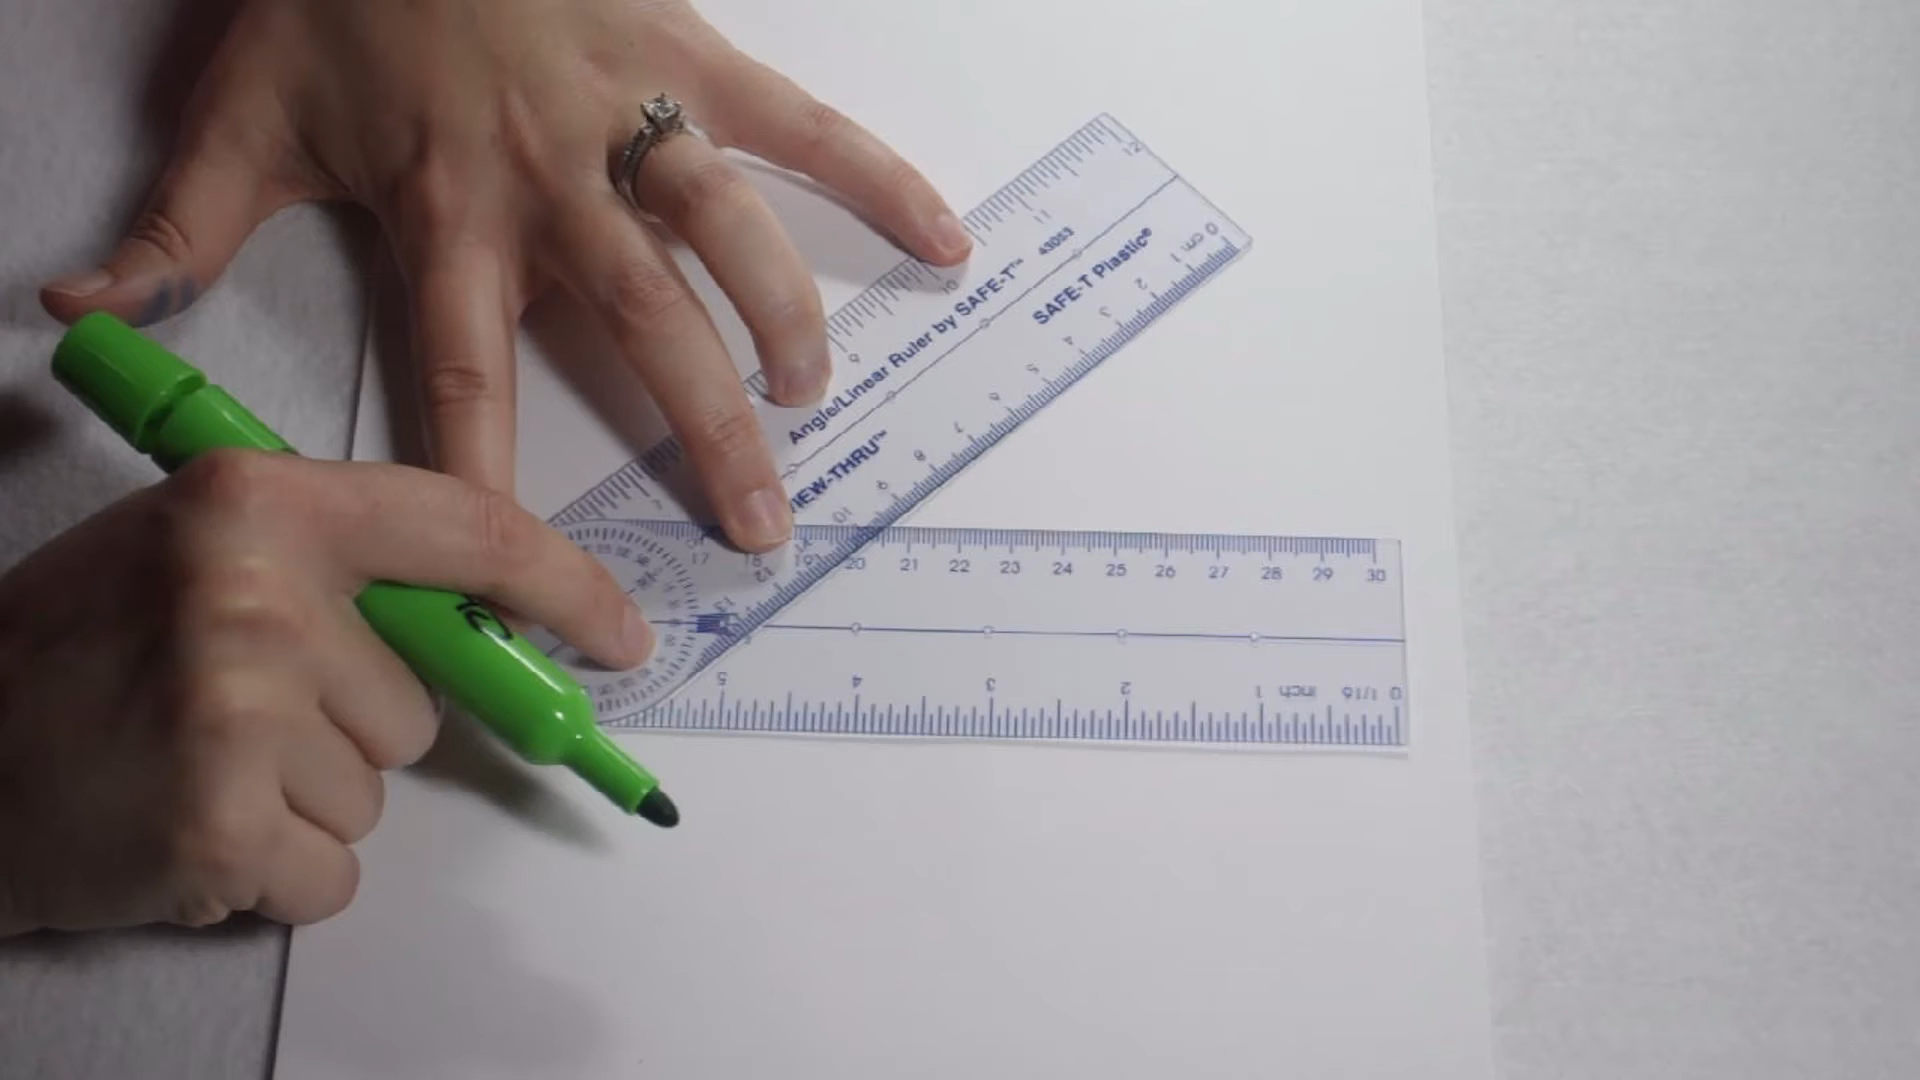 12
11
10
9
Angle/Linear Ruler by SAFE-T™ 43053
VIEW-THRU™ SAFE-T Plastic®
0 cm 1 2 3 4 5 6 7 8 9 10 12 13
17 18 19 20 21 22 23 24 25 26 27 28 29 30
5 4 3 2 1 inch 1/16 0